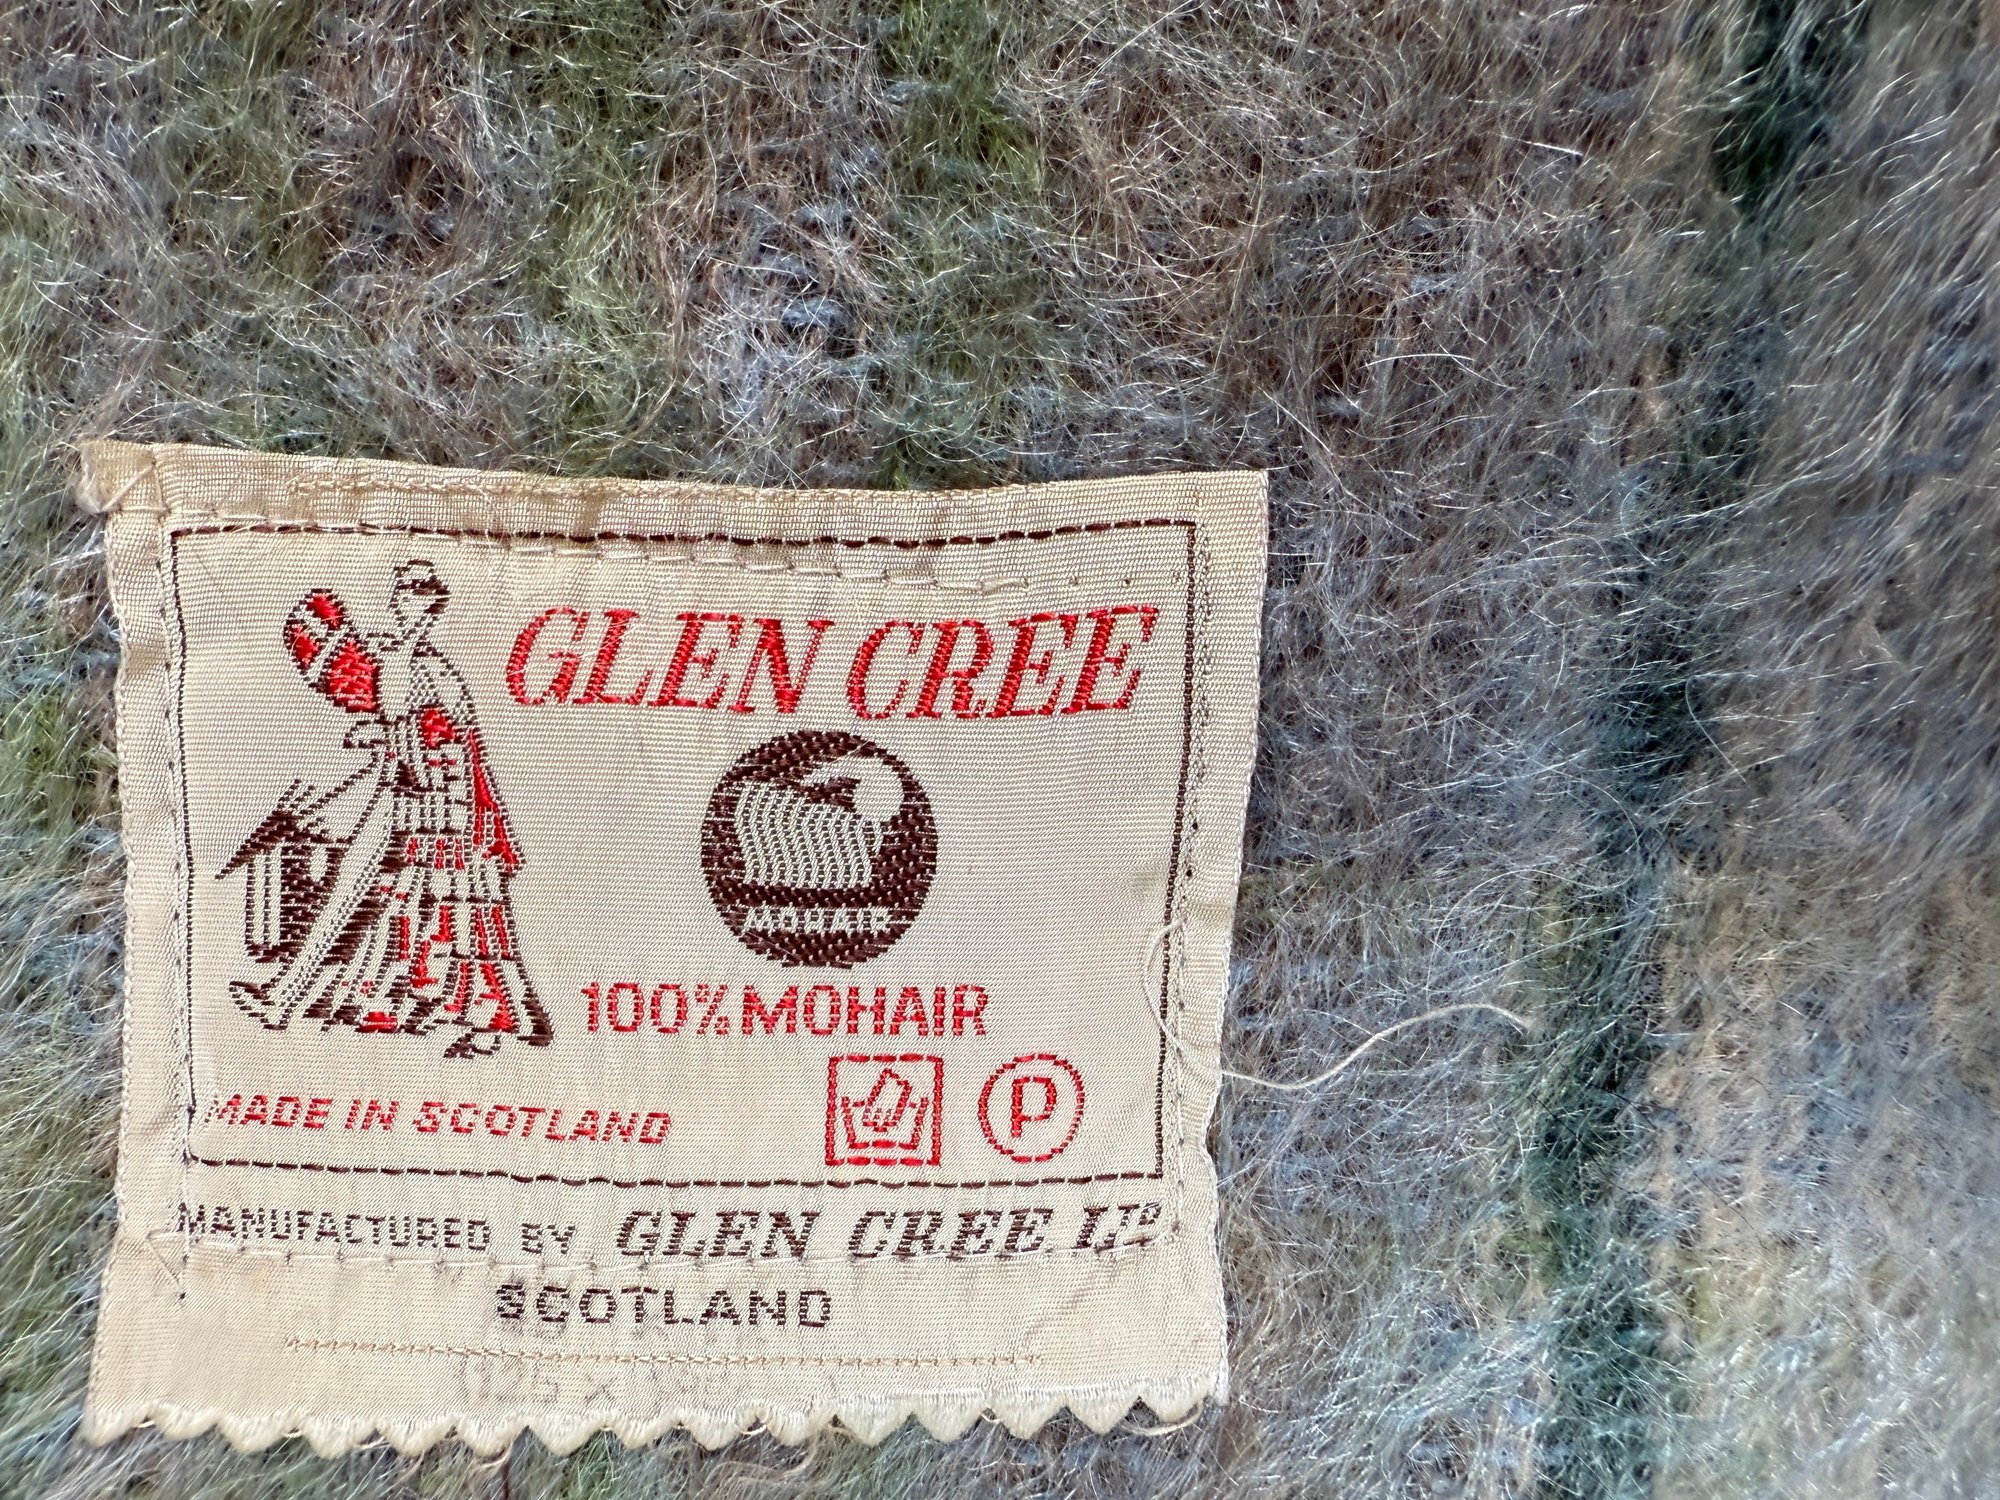 GLEN CREE
MOHAIR
100% MOHAIR
P
MADE IN SCOTLAND
MANUFACTURED BY GLEN CREE LTD
SCOTLAND